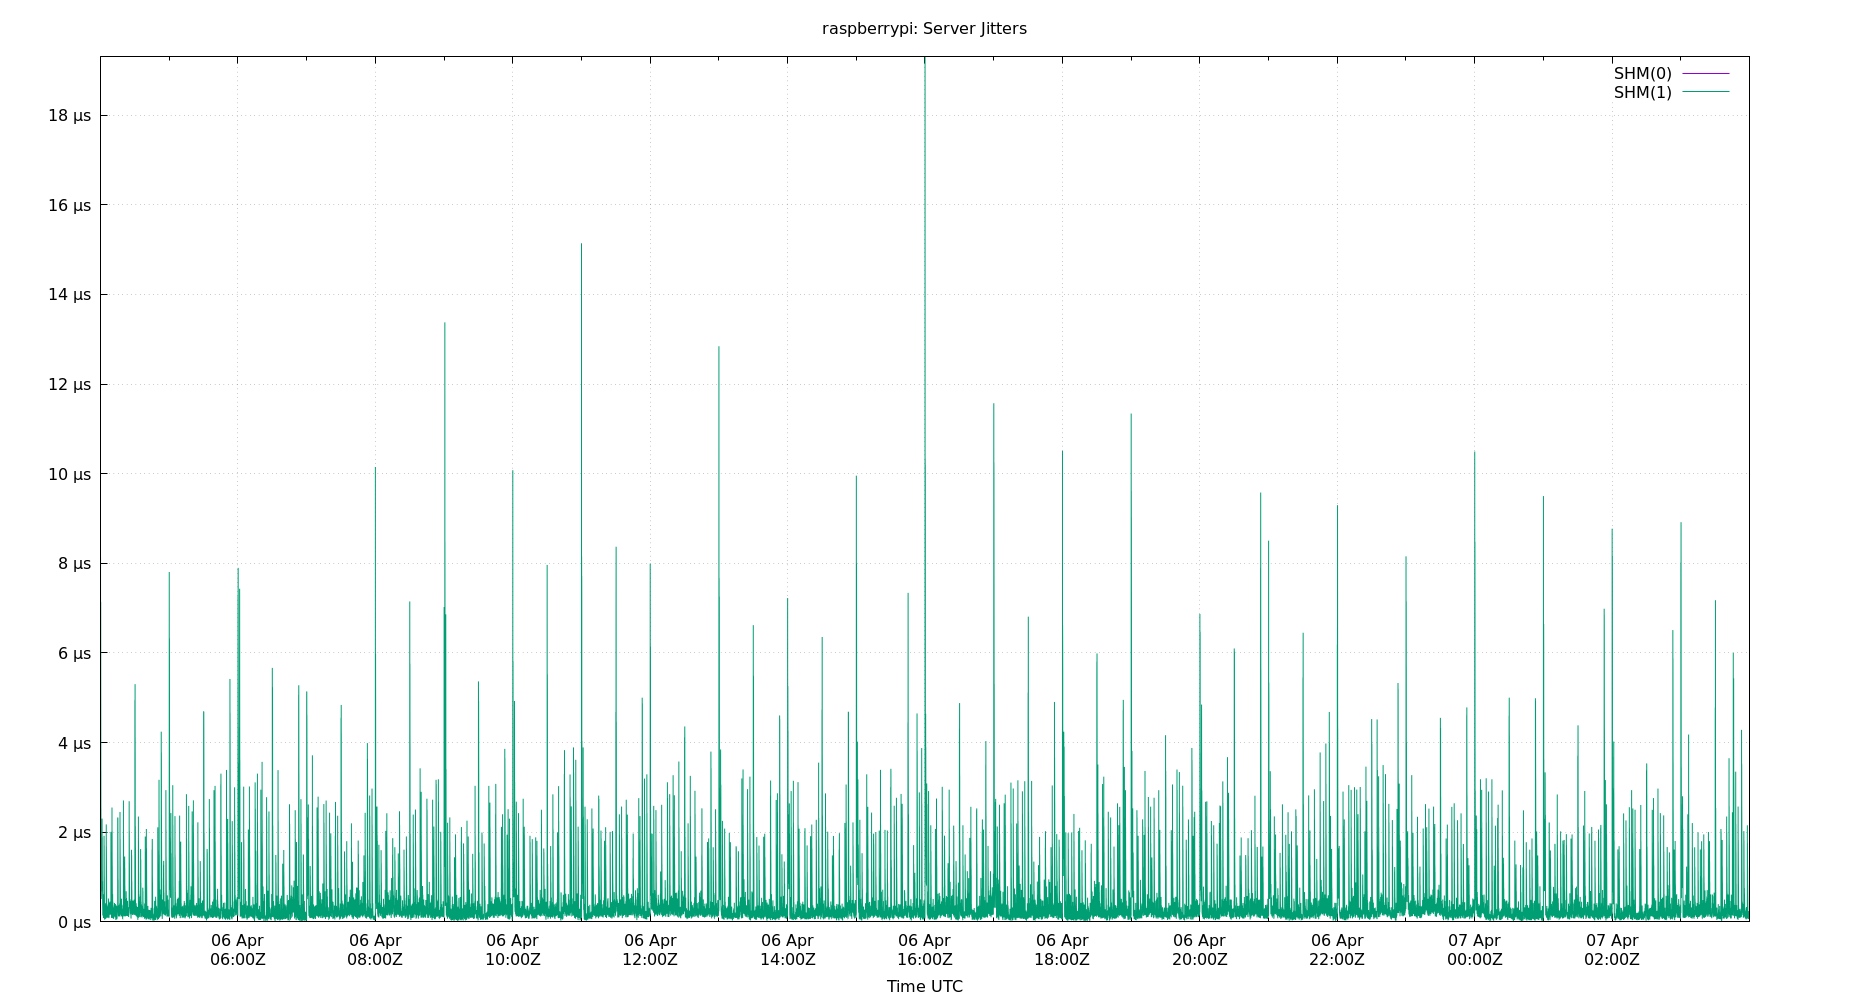 raspberrypi: Server Jitters
SHM(0)
SHM(1)
18 µs
16 µs
14 µs
12 µs
10 µs
8 µs
6 µs
4 µs
2 µs
0 µs
06 Apr 06 Apr 06 Apr 06 Apr 06 Apr 06 Apr 06 Apr 06 Apr 06 Apr 07 Apr 07 Apr
06:00Z 08:00Z 10:00Z 12:00Z 14:00Z 16:00Z 18:00Z 20:00Z 22:00Z 00:00Z 02:00Z
Time UTC